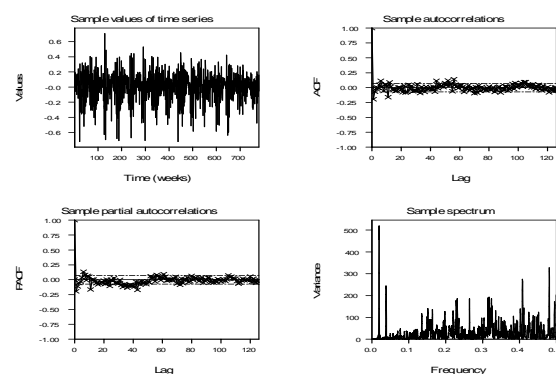 Sample values of time series
0.6
0.4
0.2
-0.0
-0.2
-0.4
-0.6
Values
100 200 300 400 500 600 700
Time (weeks)
Sample autocorrelations
1.00
0.75
0.50
0.25
0.00
-0.25
-0.50
-0.75
-1.00
ACF
0 20 40 60 80 100 120
Lag
Sample partial autocorrelations
1.00
0.75
0.50
0.25
0.00
-0.25
-0.50
-0.75
-1.00
PACF
0 20 40 60 80 100 120
Lag
Sample spectrum
500
400
300
200
100
0
Variance
0.0 0.1 0.2 0.3 0.4
Frequency